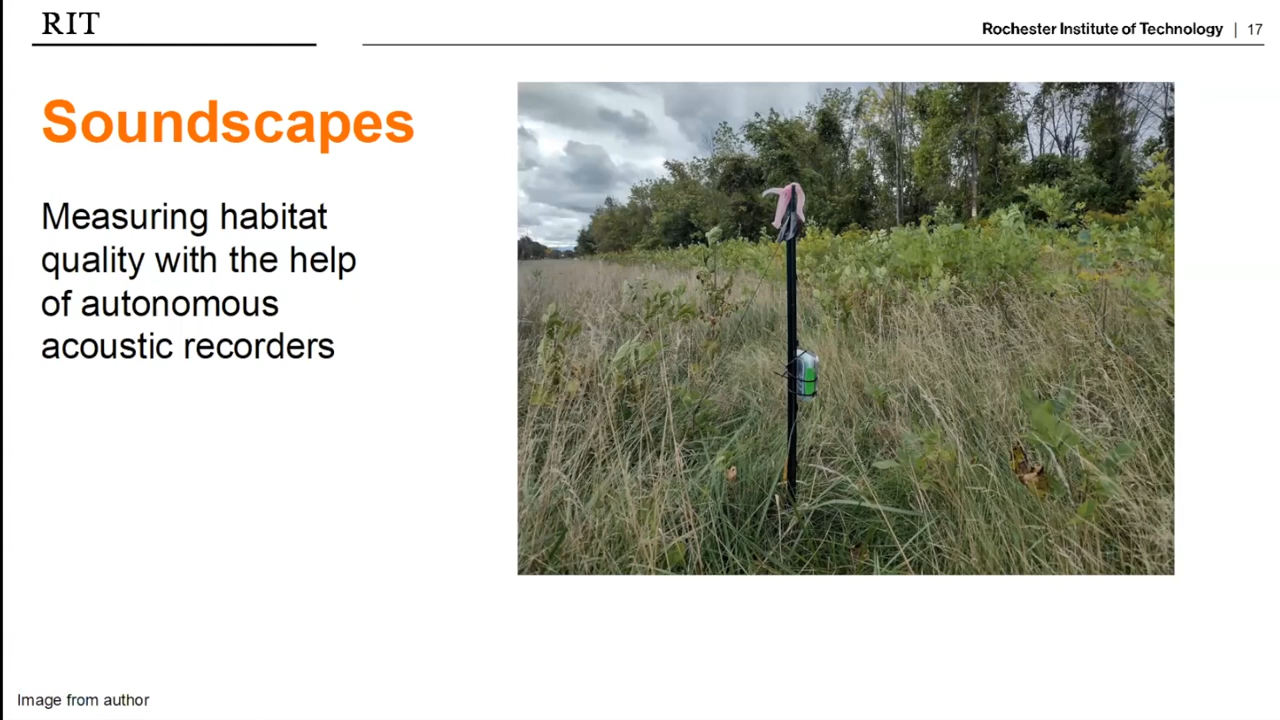 RIT
Rochester Institute of Technology | 17
Soundscapes
Measuring habitat
quality with the help
of autonomous
acoustic recorders
Image from author